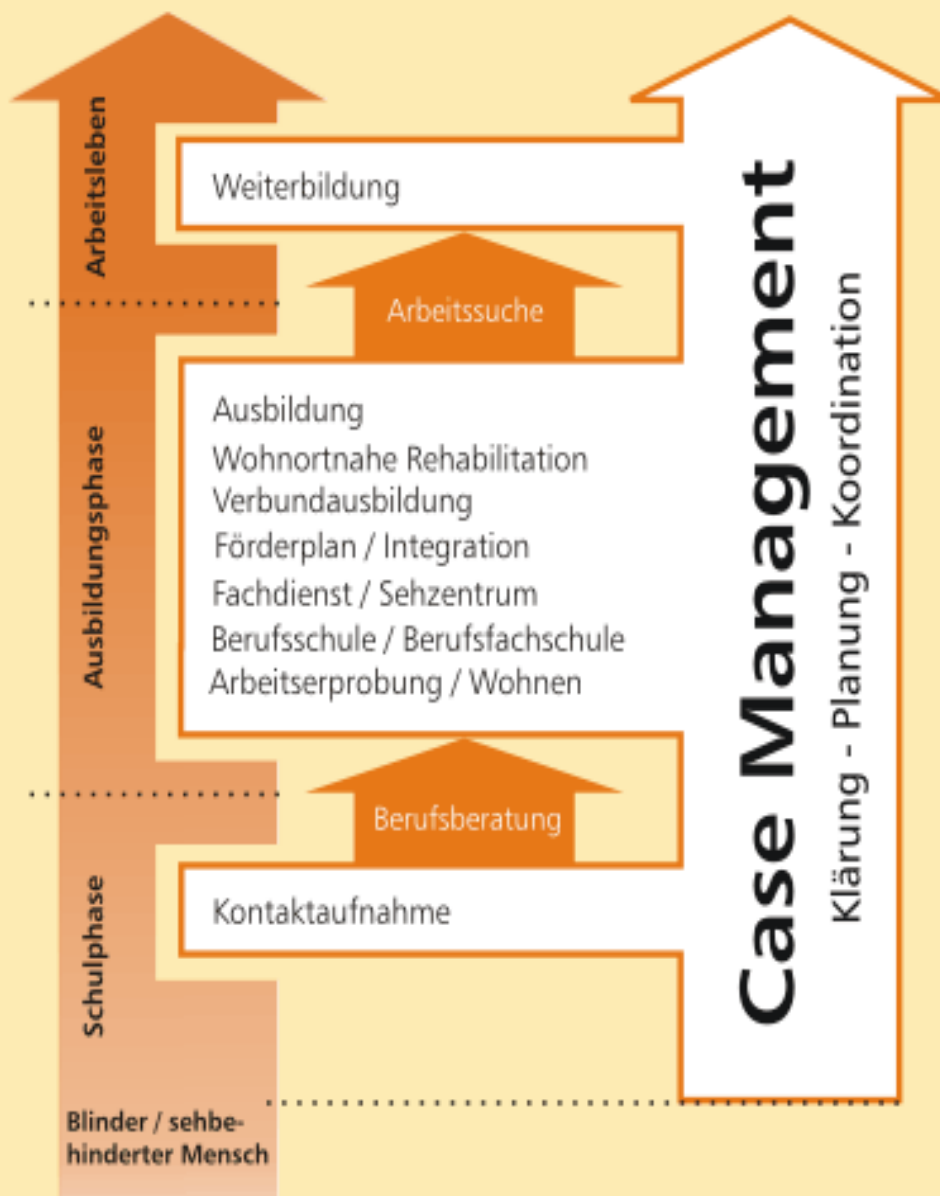 Arbeitsleben
Weiterbildung
Arbeitssuche
Ausbildungsphase
Ausbildung
Wohnortnahe Rehabilitation
Verbundausbildung
Förderplan / Integration
Fachdienst / Sehzentrum
Berufsschule / Berufsfachschule
Arbeitserprobung / Wohnen
Berufsberatung
Schulphase
Kontaktaufnahme
Blinder / sehbe-
hinderter Mensch
Case Management
Klärung - Planung - Koordination